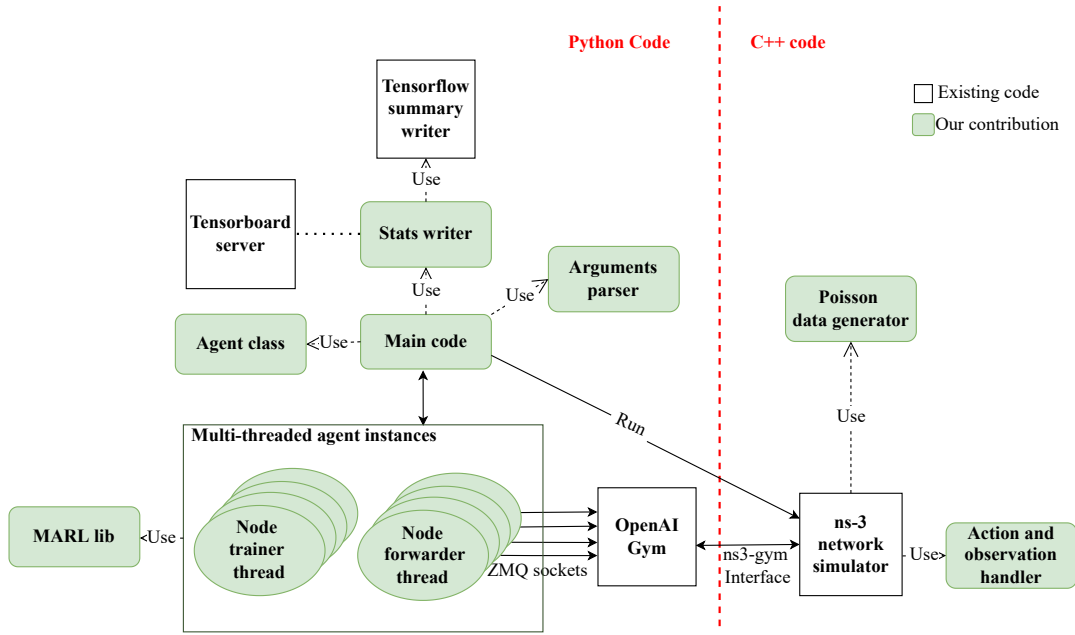 Python Code
C++ code
Tensorflow
summary
writer
Existing code
Our contribution
Use
Tensorboard
server
Stats writer
Use
Use
Arguments
parser
Poisson
data generator
Agent class
Use
Main code
Run
Use
Multi-threaded agent instances
MARL lib
Use
Node
trainer
thread
Node
forwarder
thread
ZMQ sockets
OpenAI
Gym
ns3-gym
Interface
ns-3
network
simulator
Use
Action and
observation
handler